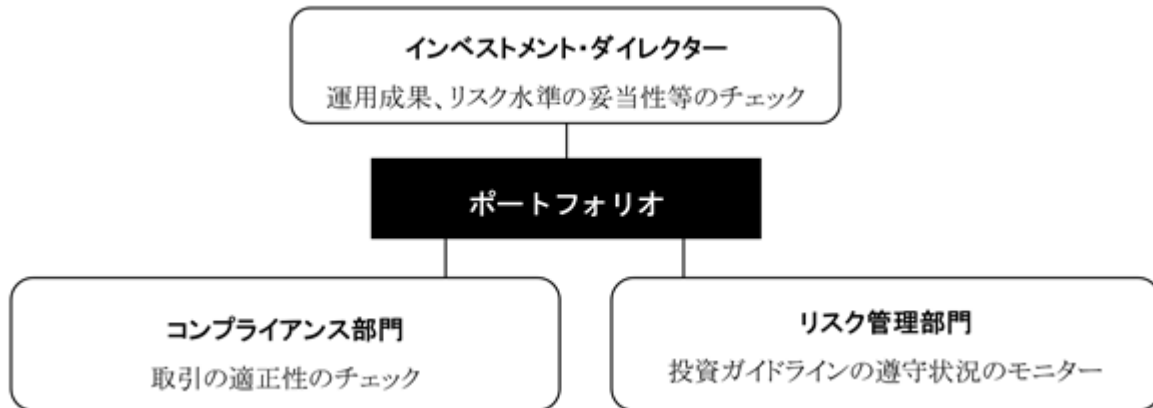 インベストメント・ダイレクター
運用成果、リスク水準の妥当性等のチェック
ポートフォリオ
コンプライアンス部門
取引の適正性のチェック
リスク管理部門
投資ガイドラインの遵守状況のモニター